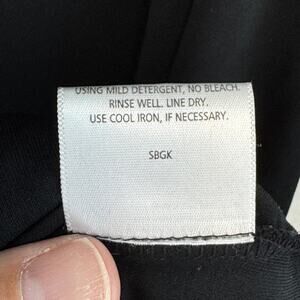 USING MILD DETERGENT, NO BLEACH.
RINSE WELL. LINE DRY.
USE COOL IRON, IF NECESSARY.
SBGK